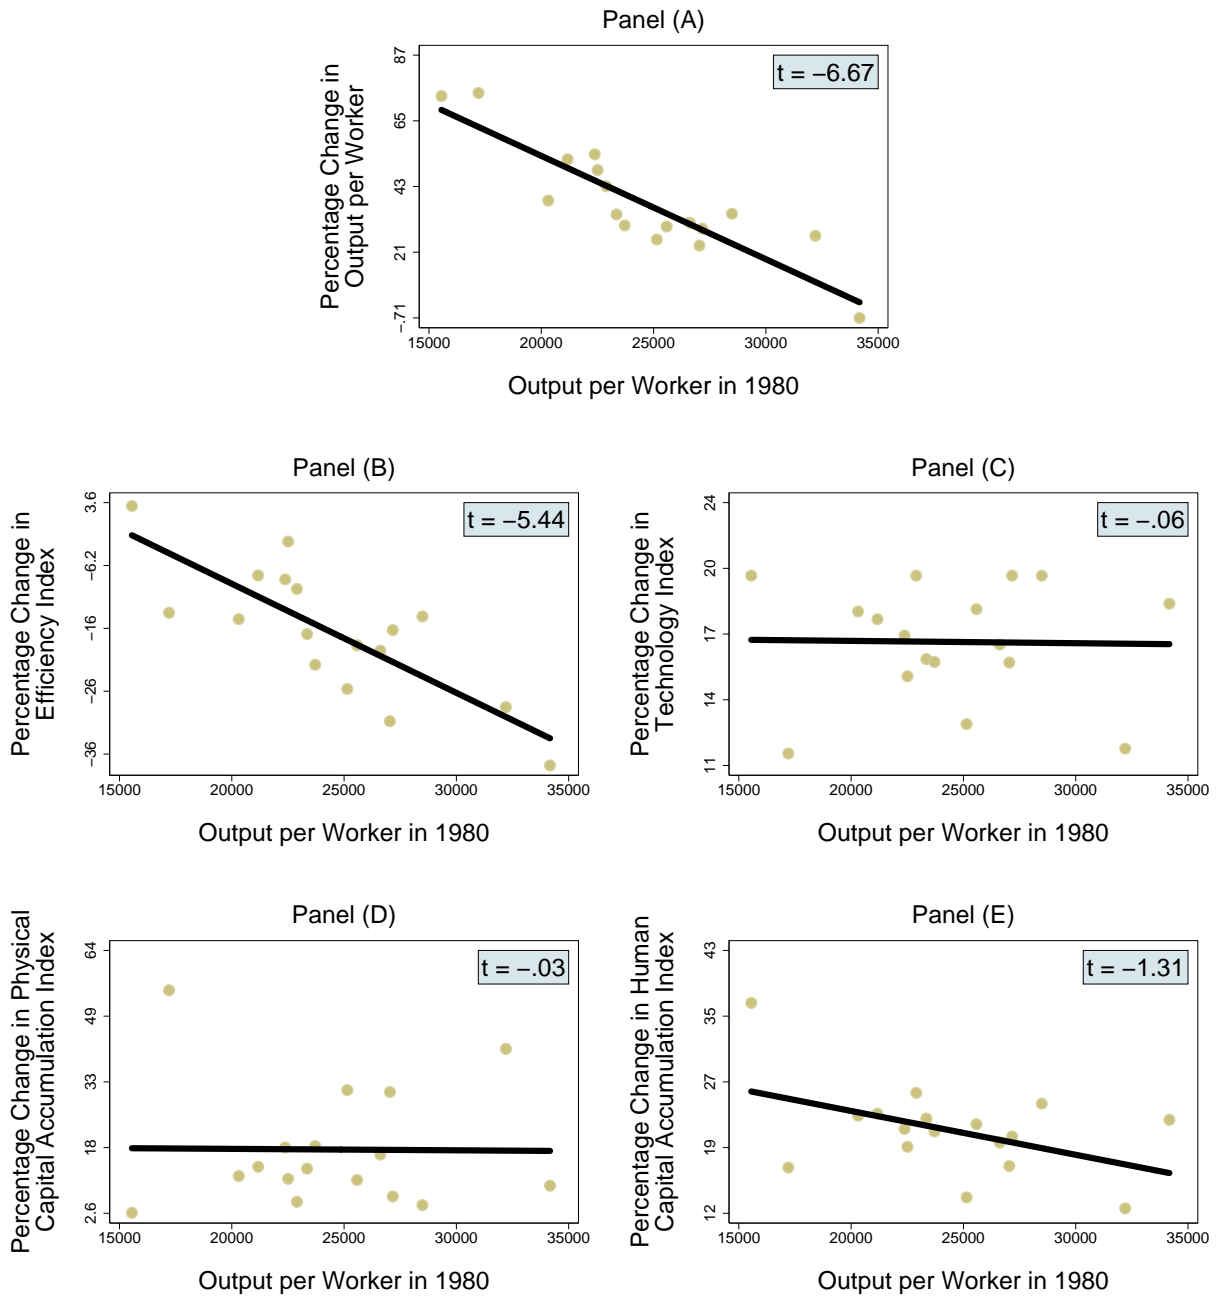 Panel (A)
Percentage Change in
Output per Worker
87
65
43
21
−.71
t = −6.67
15000 20000 25000 30000 35000
Output per Worker in 1980
Panel (B)
Percentage Change in
Efficiency Index
3.6
−6.2
−16
−26
−36
t = −5.44
15000 20000 25000 30000 35000
Output per Worker in 1980
Panel (C)
Percentage Change in
Technology Index
24
20
17
14
11
t = −.06
15000 20000 25000 30000 35000
Output per Worker in 1980
Panel (D)
Percentage Change in Physical
Capital Accumulation Index
64
49
33
18
2.6
t = −.03
15000 20000 25000 30000 35000
Output per Worker in 1980
Panel (E)
Percentage Change in Human
Capital Accumulation Index
43
35
27
19
12
t = −1.31
15000 20000 25000 30000 35000
Output per Worker in 1980